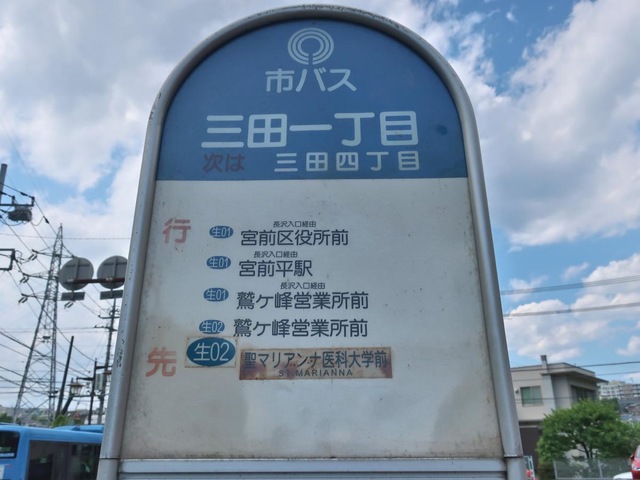 市バス
三田一丁目
次は 三田四丁目
行先
長沢入口経由
生01 宮前区役所前
長沢入口経由
生01 宮前平駅
長沢入口経由
生01 鷲ケ峰営業所前
生02 鷲ケ峰営業所前
生02 聖マリアンナ医科大学前
ST.MARIANNA